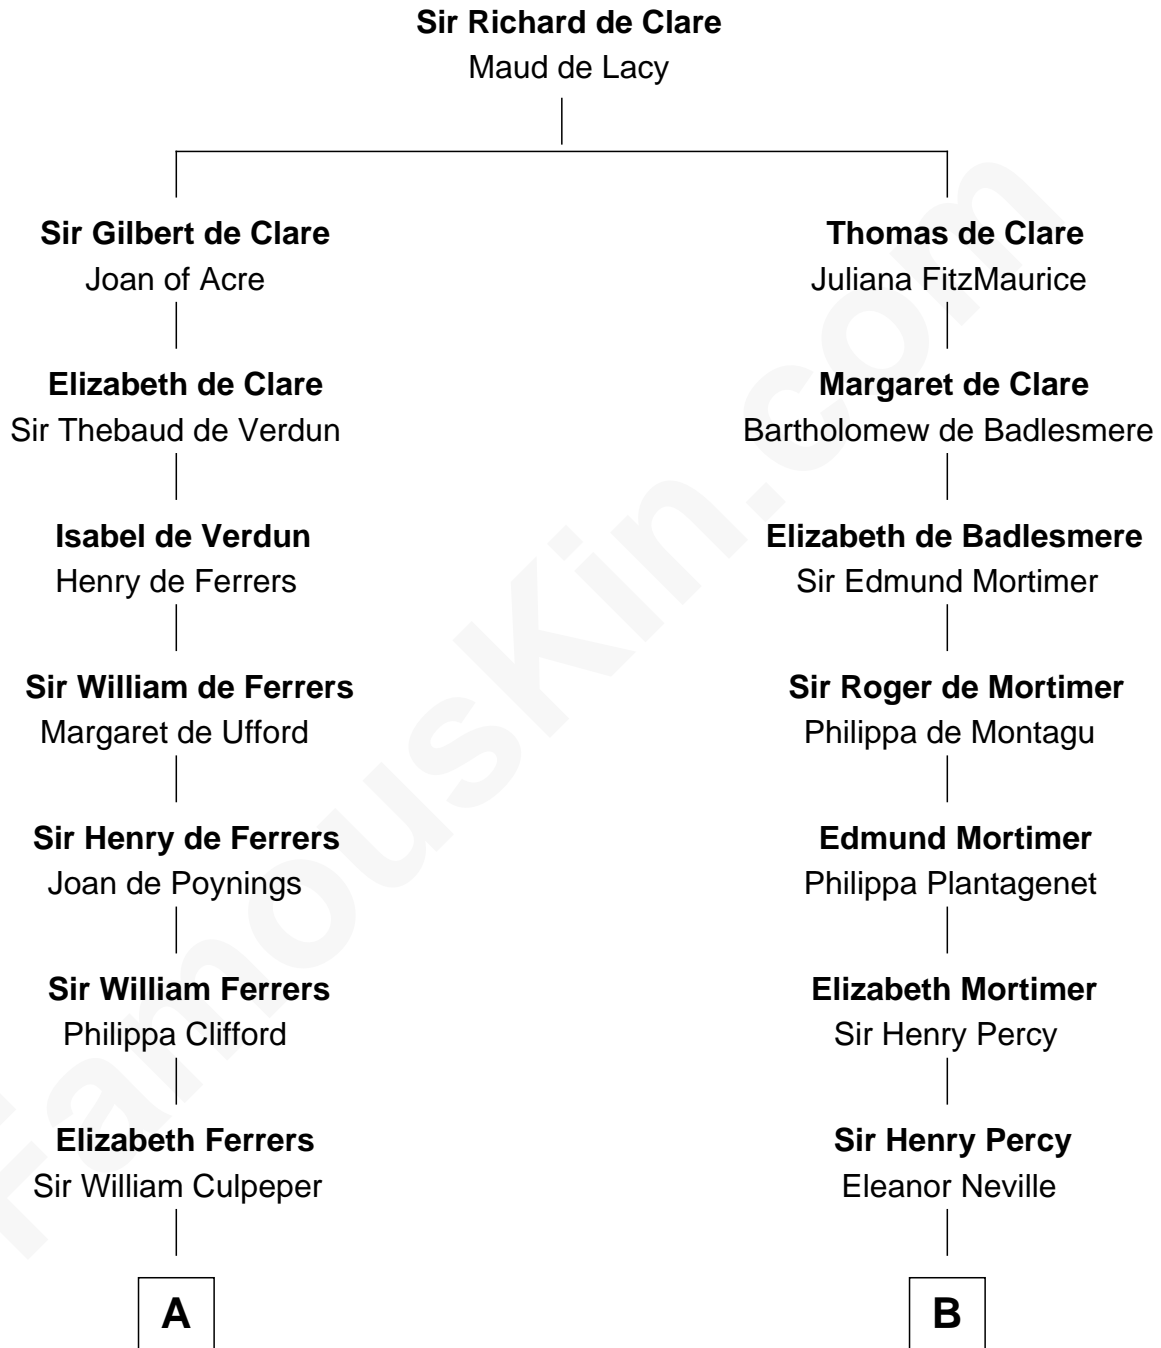 Sir Richard de Clare
Maud de Lacy
Sir Gilbert de Clare
Joan of Acre
Thomas de Clare
Juliana FitzMaurice
Elizabeth de Clare
Sir Thebaud de Verdun
Margaret de Clare
Bartholomew de Badlesmere
Isabel de Verdun
Henry de Ferrers
Elizabeth de Badlesmere
Sir Edmund Mortimer
Sir William de Ferrers
Margaret de Ufford
Sir Roger de Mortimer
Philippa de Montagu
Sir Henry de Ferrers
Joan de Poynings
Edmund Mortimer
Philippa Plantagenet
Sir William Ferrers
Philippa Clifford
Elizabeth Mortimer
Sir Henry Percy
Elizabeth Ferrers
Sir William Culpeper
Sir Henry Percy
Eleanor Neville
A
B
FamousKin.com